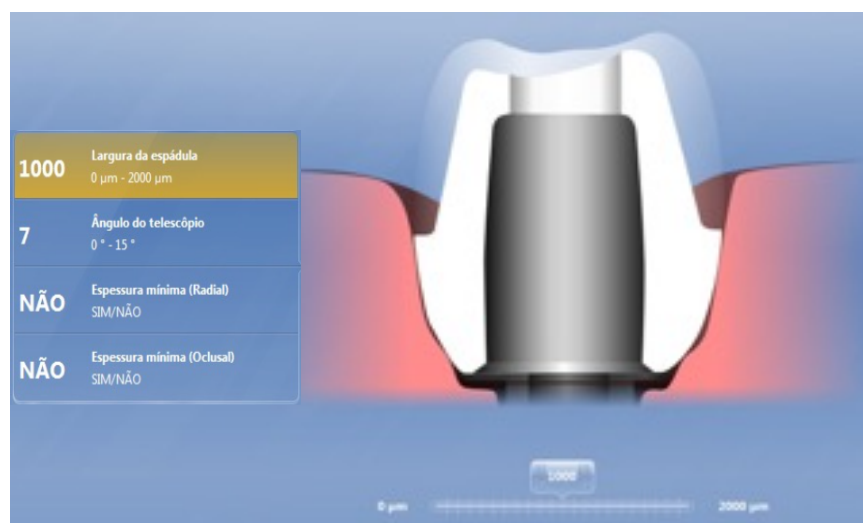 1000
Largura da espádula
0 µm - 2000 µm
7
Ângulo do telescópio
0 ° - 15 °
NÃO
Espessura mínima (Radial)
SIM/NÃO
NÃO
Espessura mínima (Oclusal)
SIM/NÃO
1000
0 µm
2000 µm